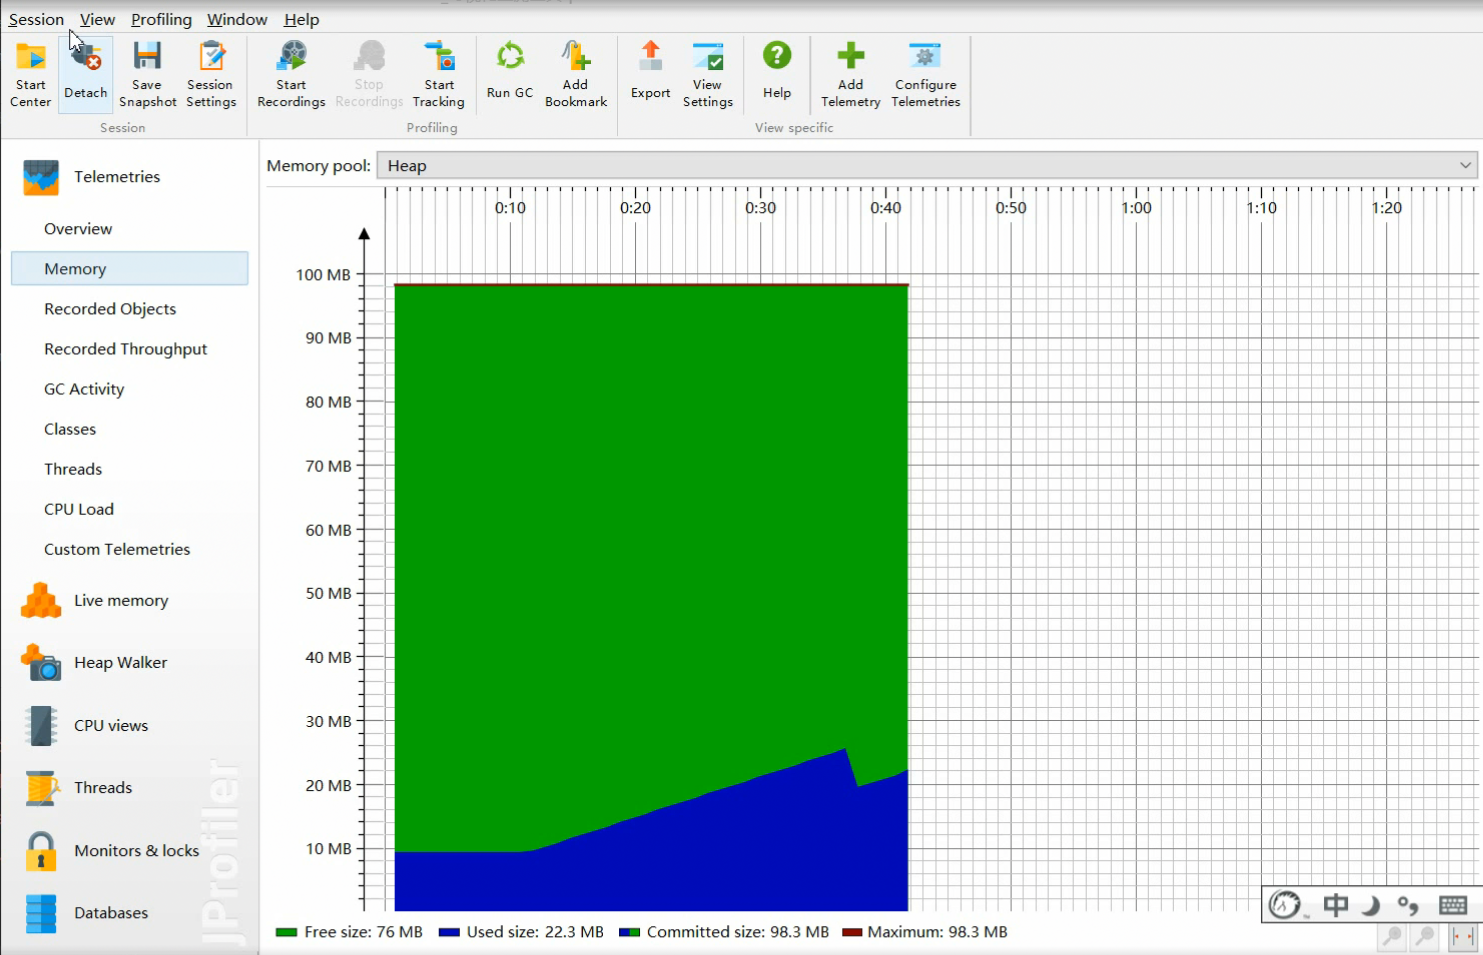 Session View Profiling Window Help
Start Center
Detach
Save Snapshot
Session Settings
Start Recordings
Stop Recordings
Start Tracking
Run GC
Add Bookmark
Export
View Settings
Help
Add Telemetry
Configure Telemetries
Session
Profiling
View specific
Telemetries
Overview
Memory
Recorded Objects
Recorded Throughput
GC Activity
Classes
Threads
CPU Load
Custom Telemetries
Live memory
Heap Walker
CPU views
Threads
Monitors & locks
Databases
JProfiler
Memory pool: Heap
0:10 0:20 0:30 0:40 0:50 1:00 1:10 1:20
100 MB
90 MB
80 MB
70 MB
60 MB
50 MB
40 MB
30 MB
20 MB
10 MB
Free size: 76 MB Used size: 22.3 MB Committed size: 98.3 MB Maximum: 98.3 MB
中